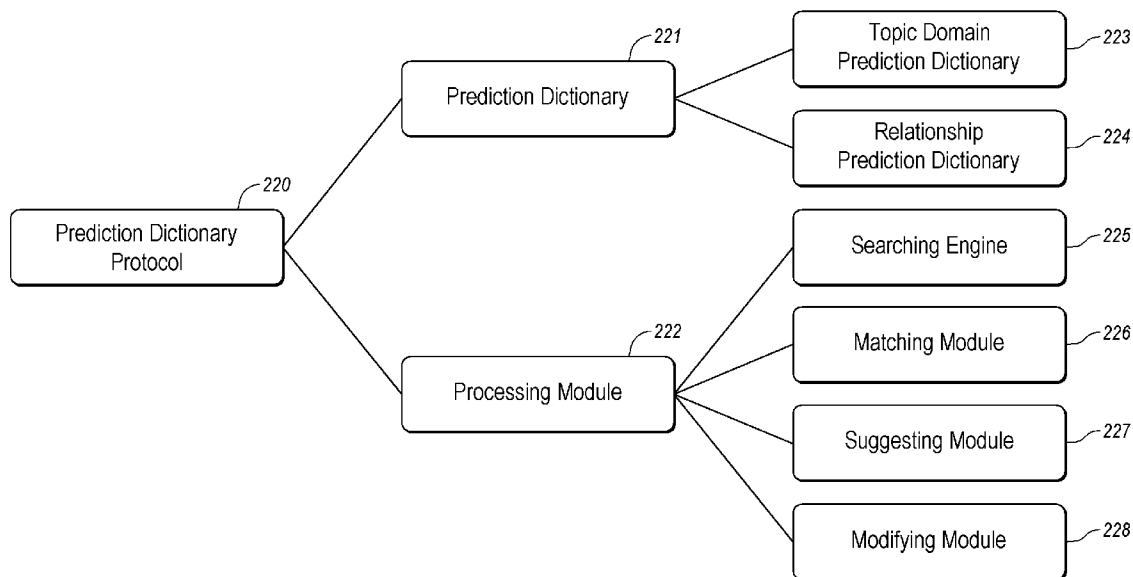 221
Prediction Dictionary
Topic Domain
Prediction Dictionary
223
Relationship
Prediction Dictionary
224
220
Prediction Dictionary
Protocol
222
Processing Module
Searching Engine
225
Matching Module
226
Suggesting Module
227
Modifying Module
228